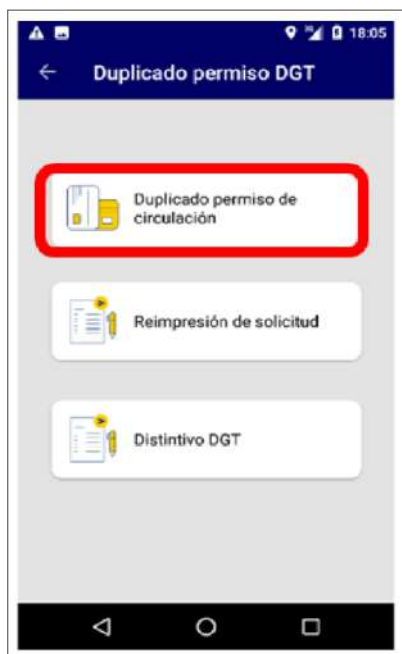 18:05
Duplicado permiso DGT
Duplicado permiso de
circulación
Reimpresión de solicitud
Distintivo DGT